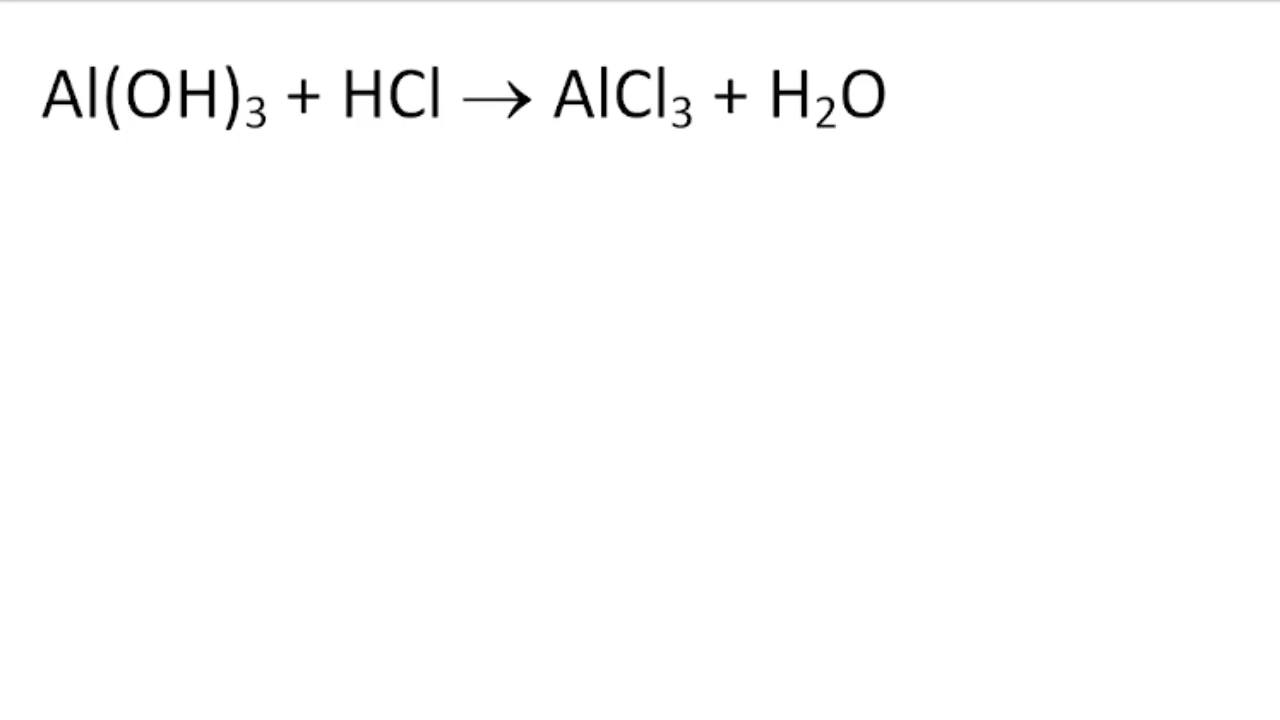 Al(OH)₃ + HCl → AlCl₃ + H₂O